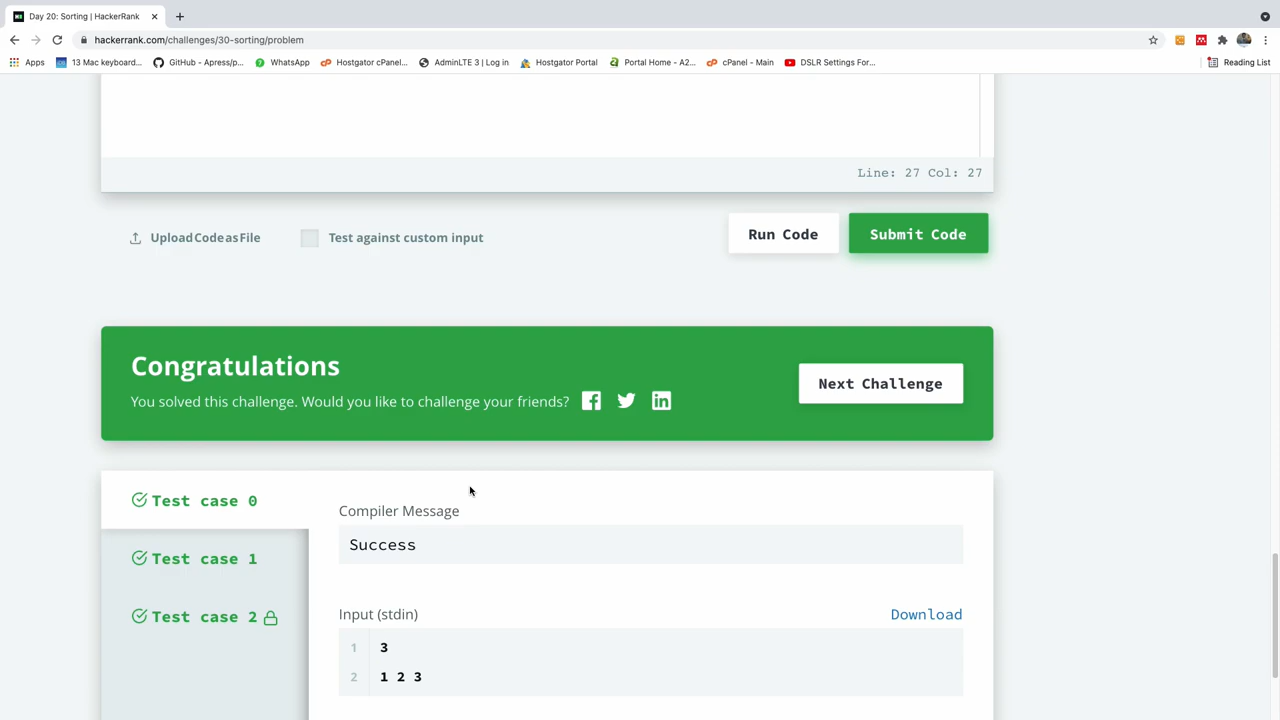 Day 20: Sorting | HackerRank
hackerrank.com/challenges/30-sorting/problem
Apps 13 Mac keyboard... GitHub - Apress/p... WhatsApp Hostgator cPanel... AdminLTE 3 | Log in Hostgator Portal Portal Home - A2... cPanel - Main DSLR Settings For... Reading List
Line: 27 Col: 27
Upload Code as File Test against custom input Run Code Submit Code
Congratulations
You solved this challenge. Would you like to challenge your friends?
Next Challenge
Test case 0
Test case 1
Test case 2
Compiler Message
Success
Input (stdin) Download
1 3
2 1 2 3